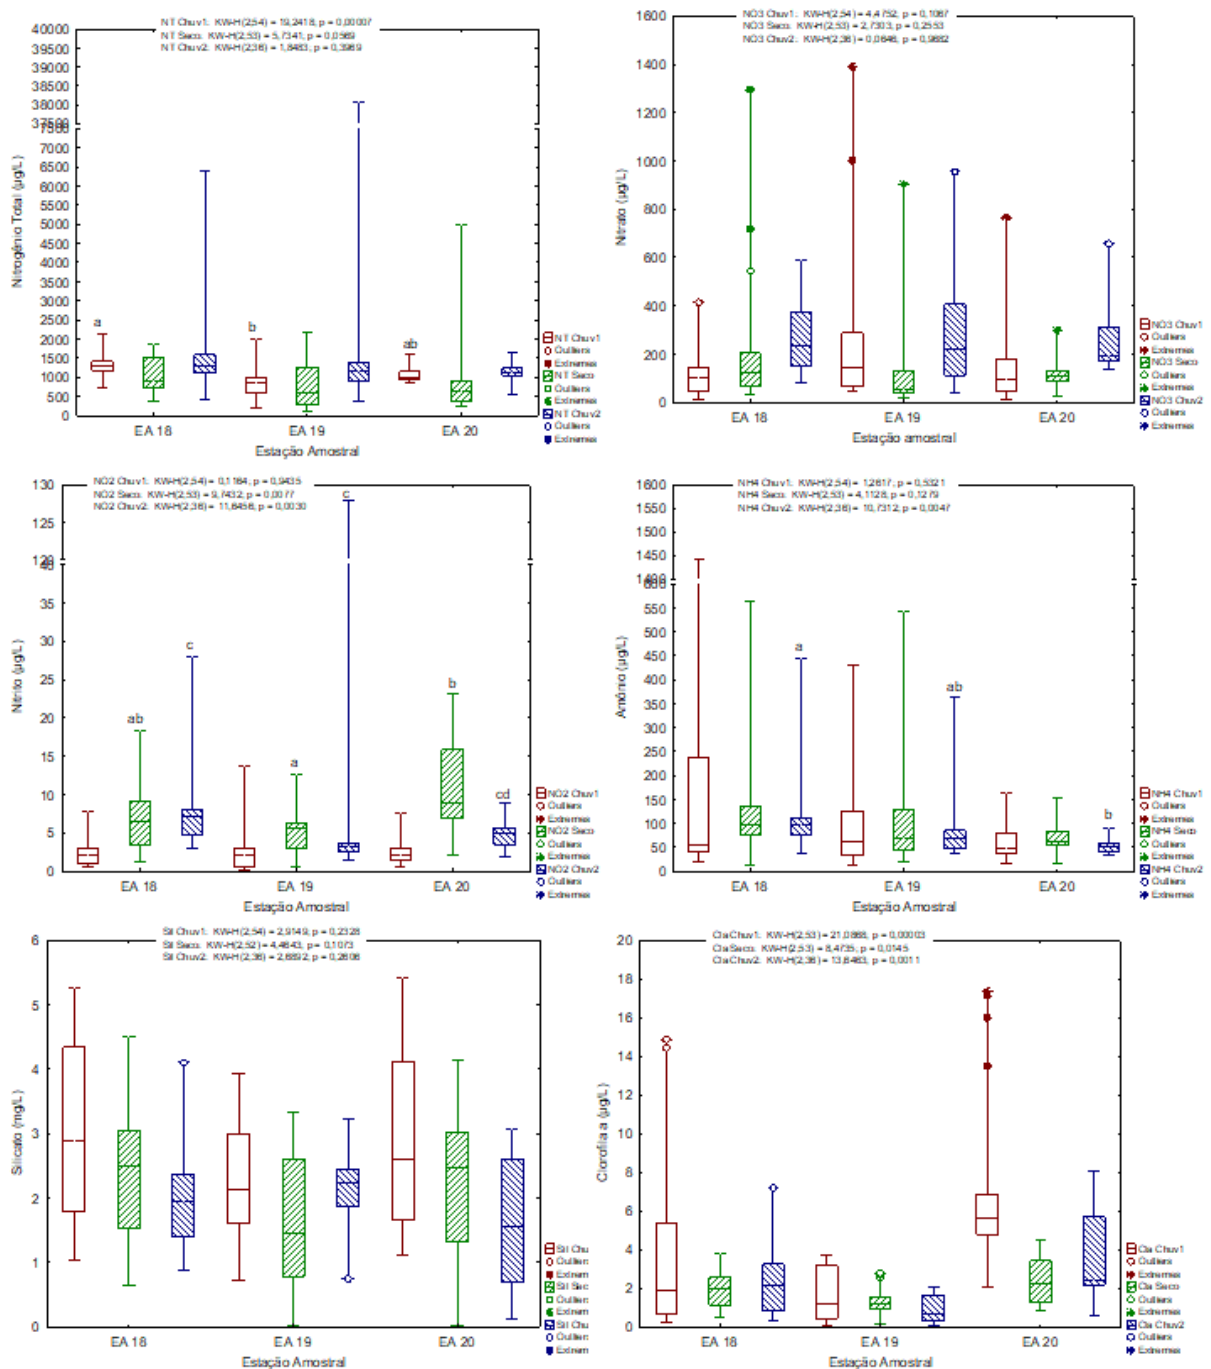 NT Chuv1: KW-H(2,54) = 19,2418, p = 0,00007
NT Seco: KW-H(2,53) = 5,7341, p = 0,0569
NT Chuv2: KW-H(2,36) = 1,8483, p = 0,3969
40000
39500
39000
38500
38000
37500
7500
7000
6500
6000
5500
5000
4500
4000
3500
3000
2500
2000
1500
1000
500
0
Nitrogênio Total (µg/L)
a
b
ab
EA 18
EA 19
EA 20
Estação Amostral
NT Chuv1
Outliers
Extremes
NT Seco
Outliers
Extremes
NT Chuv2
Outliers
Extremes
NO3 Chuv1: KW-H(2,54) = 4,4752, p = 0,1067
NO3 Seco: KW-H(2,53) = 2,7303, p = 0,2553
NO3 Chuv2: KW-H(2,36) = 0,0646, p = 0,9682
1600
1400
1200
1000
800
600
400
200
0
Nitrato (µg/L)
EA 18
EA 19
EA 20
Estação amostral
NO3 Chuv1
Outliers
Extremes
NO3 Seco
Outliers
Extremes
NO3 Chuv2
Outliers
Extremes
NO2 Chuv1: KW-H(2,54) = 0,1164, p = 0,9435
NO2 Seco: KW-H(2,53) = 9,7432, p = 0,0077
NO2 Chuv2: KW-H(2,36) = 11,6456, p = 0,0030
130
125
120
40
35
30
25
20
15
10
5
0
Nitrito (µg/L)
ab
c
a
c
b
cd
EA 18
EA 19
EA 20
Estação Amostral
NO2 Chuv1
Outliers
Extremes
NO2 Seco
Outliers
Extremes
NO2 Chuv2
Outliers
Extremes
NH4 Chuv1: KW-H(2,54) = 1,2617, p = 0,5321
NH4 Seco: KW-H(2,53) = 4,1128, p = 0,1279
NH4 Chuv2: KW-H(2,36) = 10,7312, p = 0,0047
1600
1550
1500
1450
1400
600
550
500
450
400
350
300
250
200
150
100
50
0
Amônio (µg/L)
a
ab
b
EA 18
EA 19
EA 20
Estação Amostral
NH4 Chuv1
Outliers
Extremes
NH4 Seco
Outliers
Extremes
NH4 Chuv2
Outliers
Extremes
Sil Chuv1: KW-H(2,54) = 2,9149, p = 0,2328
Sil Seco: KW-H(2,52) = 4,4643, p = 0,1073
Sil Chuv2: KW-H(2,36) = 2,6892, p = 0,2606
6
5
4
3
2
1
0
Silicato (mg/L)
EA 18
EA 19
EA 20
Estação Amostral
Sil Chu
Outliers
Extrem
Sil Sec
Outliers
Extrem
Sil Chu
Outliers
Extrem
Cla Chuv1: KW-H(2,53) = 21,0868, p = 0,00003
Cla Seco: KW-H(2,53) = 8,4735, p = 0,0145
Cla Chuv2: KW-H(2,36) = 13,6463, p = 0,0011
20
18
16
14
12
10
8
6
4
2
0
Clorofila a (µg/L)
EA 18
EA 19
EA 20
Estação Amostral
Cla Chuv1
Outliers
Extremes
Cla Seco
Outliers
Extremes
Cla Chuv2
Outliers
Extremes